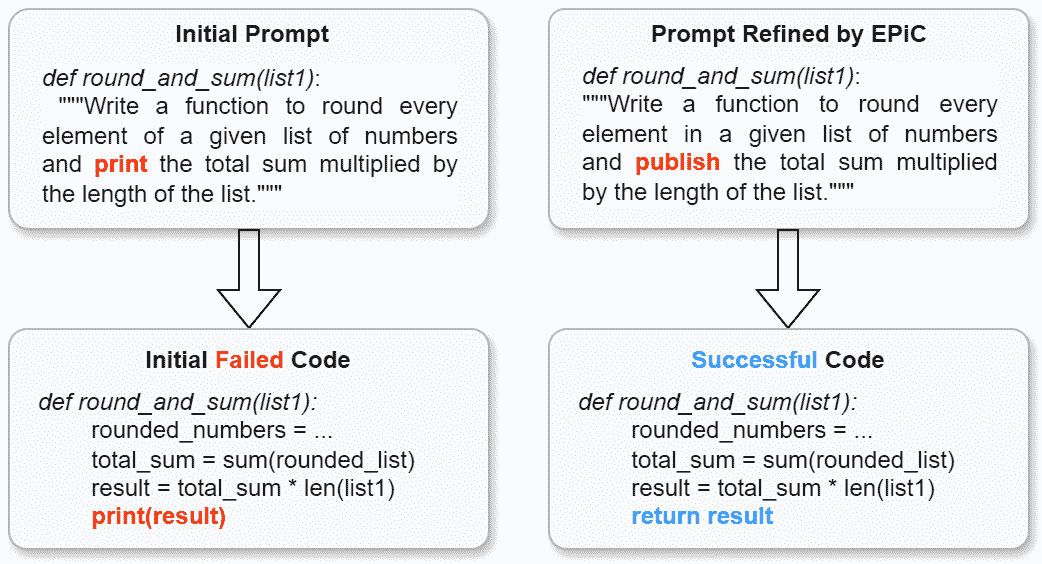 Initial Prompt
def round_and_sum(list1):
"""Write a function to round every
element of a given list of numbers
and print the total sum multiplied by
the length of the list."""
Prompt Refined by EPiC
def round_and_sum(list1):
"""Write a function to round every
element in a given list of numbers
and publish the total sum multiplied
by the length of the list."""
Initial Failed Code
def round_and_sum(list1):
rounded_numbers = ...
total_sum = sum(rounded_list)
result = total_sum * len(list1)
print(result)
Successful Code
def round_and_sum(list1):
rounded_numbers = ...
total_sum = sum(rounded_list)
result = total_sum * len(list1)
return result